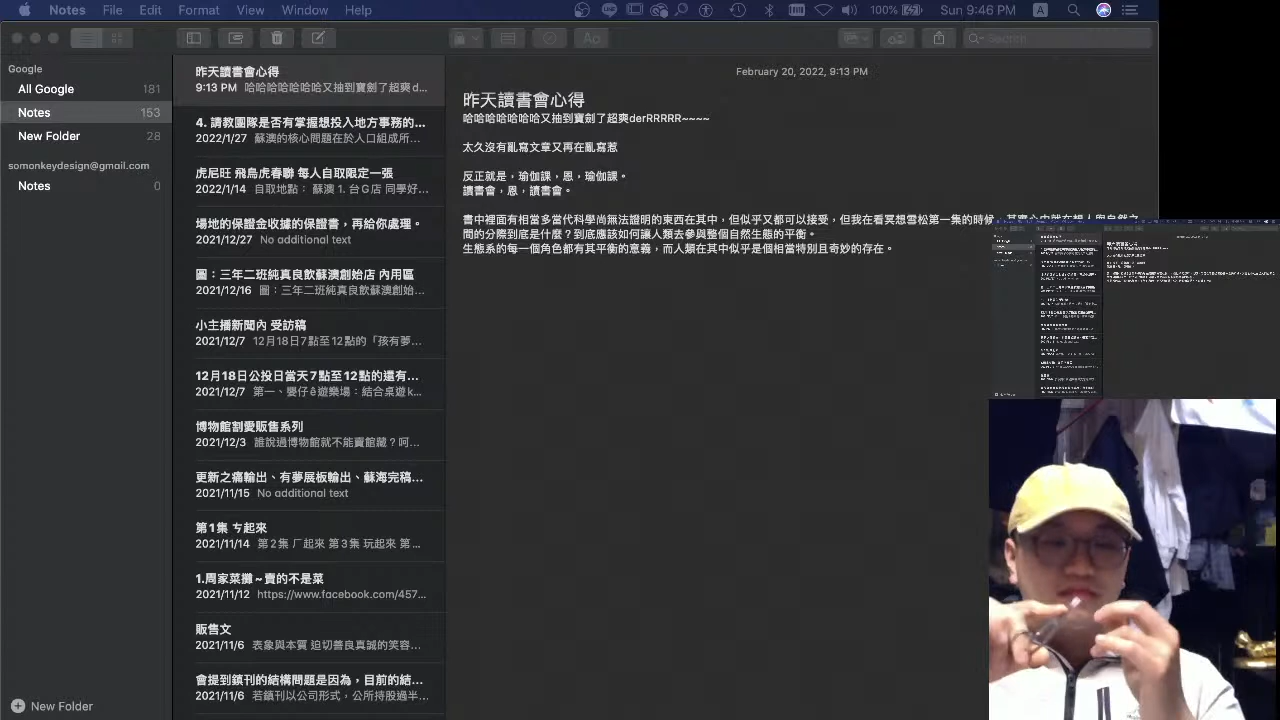 Notes File Edit Format View Window Help 100% Sun 9:46 PM A
Aa Search
Google
All Google 181
Notes 153
New Folder 28
somonkeydesign@gmail.com
Notes 0
New Folder
昨天讀書會心得
9:13 PM 哈哈哈哈哈哈哈又抽到寶劍了超爽d...
4. 請教團隊是否有掌握想投入地方事務的...
2022/1/27 蘇澳的核心問題在於人口組成所...
虎尼旺 飛烏虎春聯 每人自取限定一張
2022/1/14 自取地點： 蘇澳 1. 台G店 同學好...
場地的保證金收據的保證書，再給你處理。
2021/12/27 No additional text
圖：三年二班純真歐式餐飲 澳創始店 內用區
2021/12/16 圖：三年二班純真歐式餐飲 蘇澳創始...
小主播新聞內 受訪稿
2021/12/7 12月18日7點至12點的「孩有夢...
12月18日公投日當天7點至12點內還有...
2021/12/7 第一、嬰仔ê遊樂場：結合桌遊 k...
博物館割愛販售系列
2021/12/3 誰說過博物館就不能賣館藏？呵...
更新之痛輸出、有夢展板輸出、蘇海完稿...
2021/11/15 No additional text
第1集 ㄘ起來
2021/11/14 第2集 ㄏ起來 第3集 玩起來 第...
1.周家菜攤~賣的不是菜
2021/11/12 https://www.facebook.com/457...
販售文
2021/11/6 表象與本質 迫切善良真誠的笑容...
會提到鎮刊的結構問題是因為，目前的結...
2021/11/6 若鎮刊以公司形式，公所持股過半...
February 20, 2022, 9:13 PM
昨天讀書會心得
哈哈哈哈哈哈哈又抽到寶劍了超爽derRRRRR~~~~
太久沒有亂寫文章又再在亂寫惹
反正就是，瑜伽課，恩，瑜伽課。
讀書會，恩，讀書會。
書中裡面有相當多當代科學尚無法證明的東西在其中，但似乎又都可以接受，但我在看冥想雪松第一集的時候，其實心中就在想人與自然之
間的分際到底是什麼？到底應該如何讓人類去參與整個自然生態的平衡。
生態系的每一個角色都有其平衡的意義，而人類在其中似乎是個相當特別且奇妙的存在。